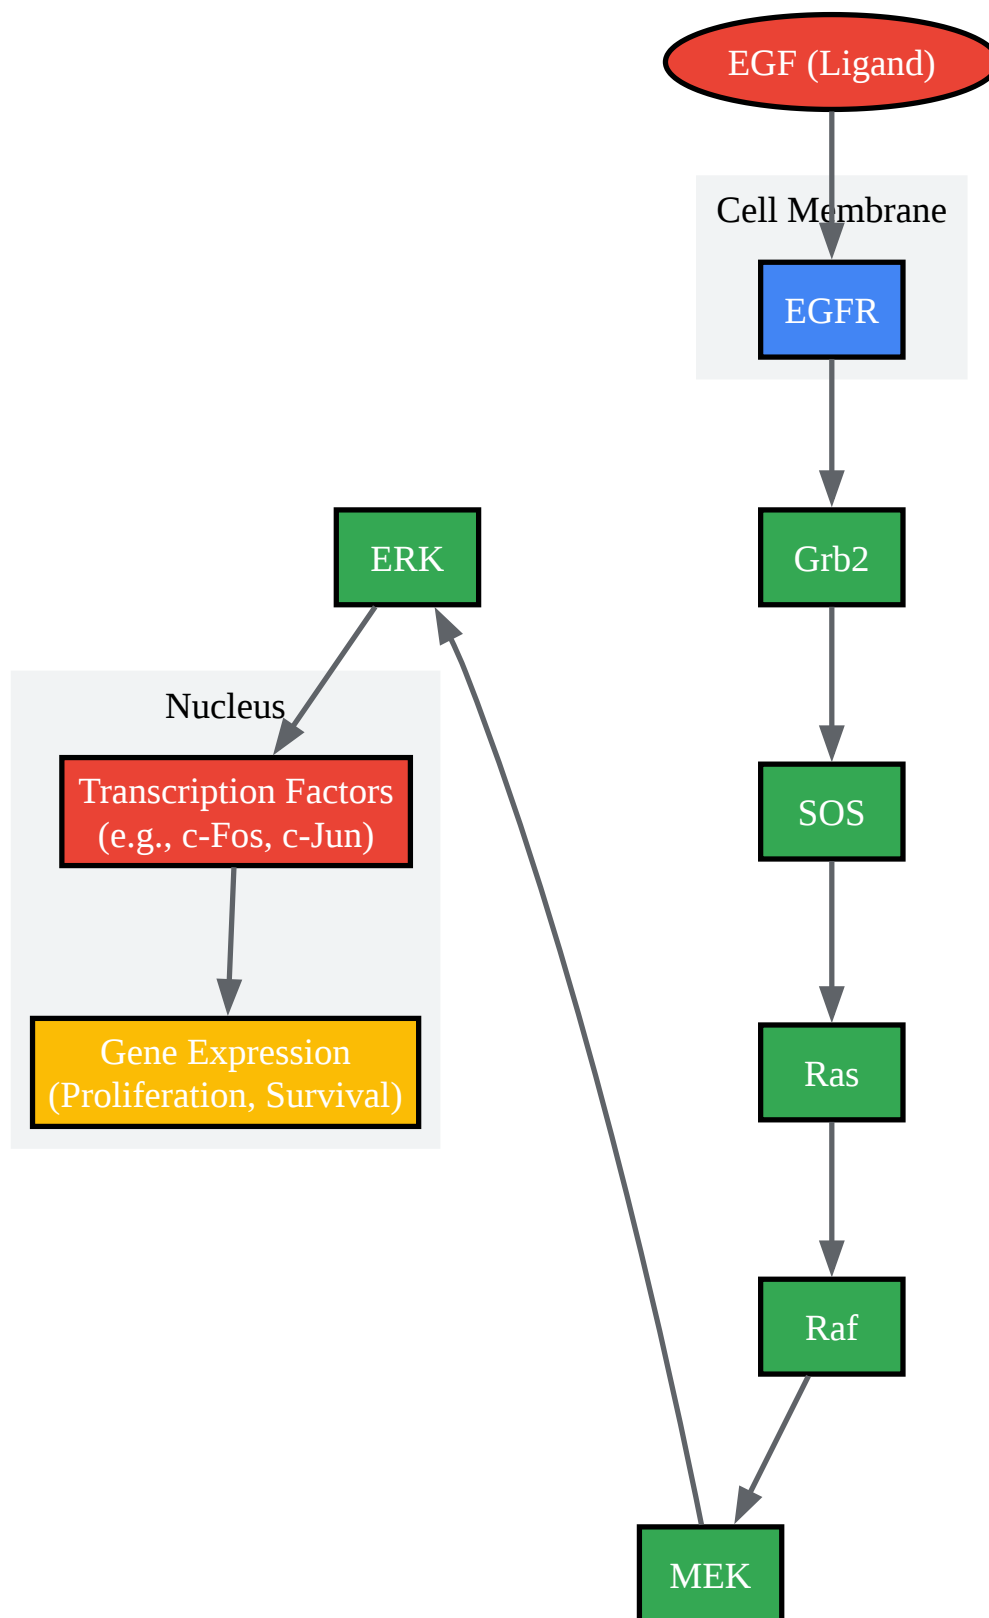 EGF (Ligand)
Cell Membrane
EGFR
Grb2
SOS
Ras
Raf
MEK
ERK
Nucleus
Transcription Factors
(e.g., c-Fos, c-Jun)
Gene Expression
(Proliferation, Survival)